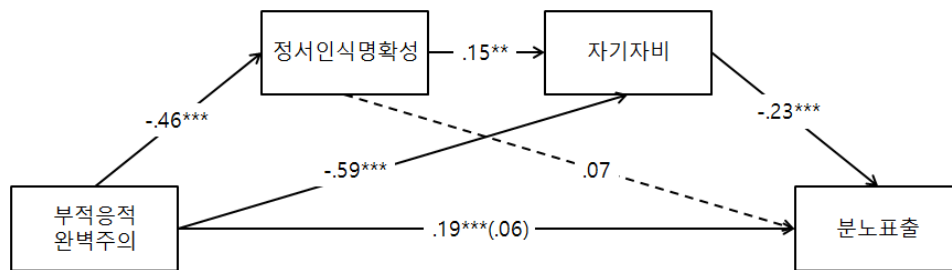 정서인식명확성
.15**
자기자비
-.46***
-.23***
-.59***
.07
부적응적
완벽주의
.19***(.06)
분노표출